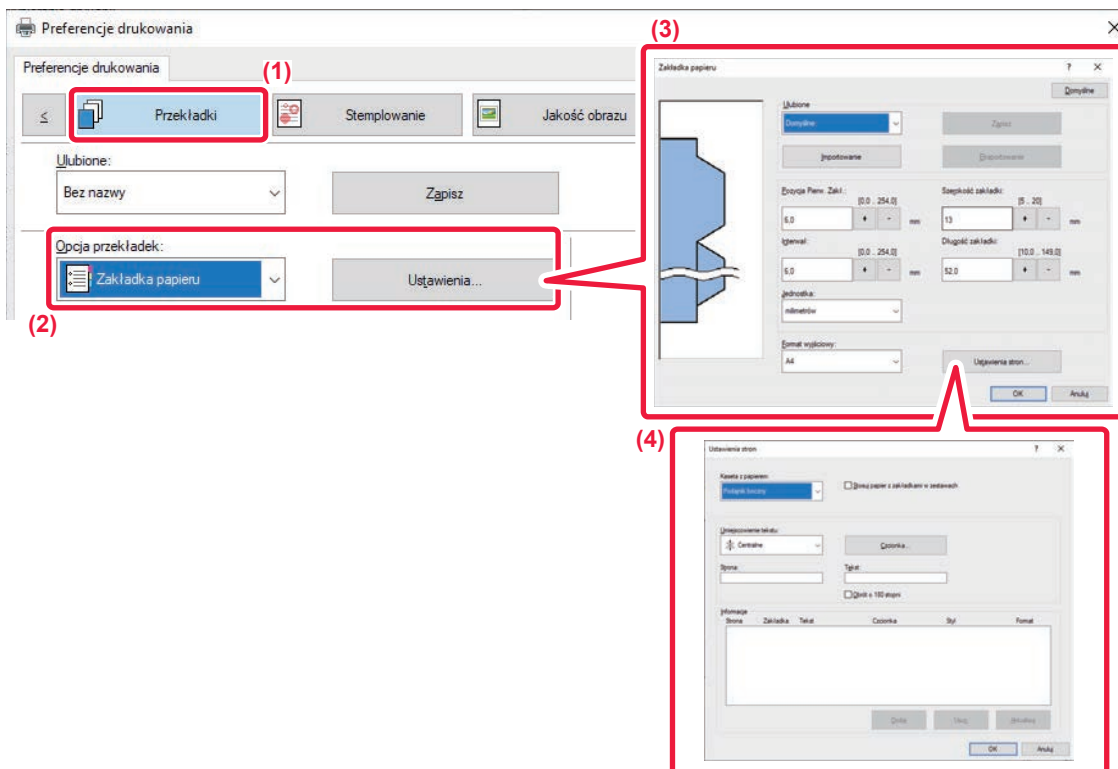 Preferencje drukowania
Preferencje drukowania
(1)
≤ Przekładki Stemplowanie Jakość obrazu
Ulubione:
Bez nazwy Zapisz
Opcja przekładek:
Zakładka papieru Ustawienia...
(2)
(3)
Zakładka papieru ? ×
Domyślne
Ulubione
Domyślne Zapisz
Importowanie Eksportowanie
Pozycja Pierw. Zakł.: Szerokość zakładki:
[0,0 .. 254,0] [5 .. 20]
6,0 + - mm 13 + - mm
Interwał: Długość zakładki:
[0,0 .. 254,0] [10,0 .. 149,0]
6,0 + - mm 52,0 + - mm
Jednostka:
milimetrów
Format wyjściowy:
A4 Ustawienia stron...
OK Anuluj
(4)
Ustawienia stron ? ×
Kaseta z papierem:
Podajnik boczny Stosuj papier z zakładkami w zestawach
Umiejscowienie tekstu:
Centralne Czcionka...
Strona: Tekst:
Obrót o 180 stopni
Informacje
Strona Zakładka Tekst Czcionka Styl Format
Dodaj Usuń
OK Anuluj